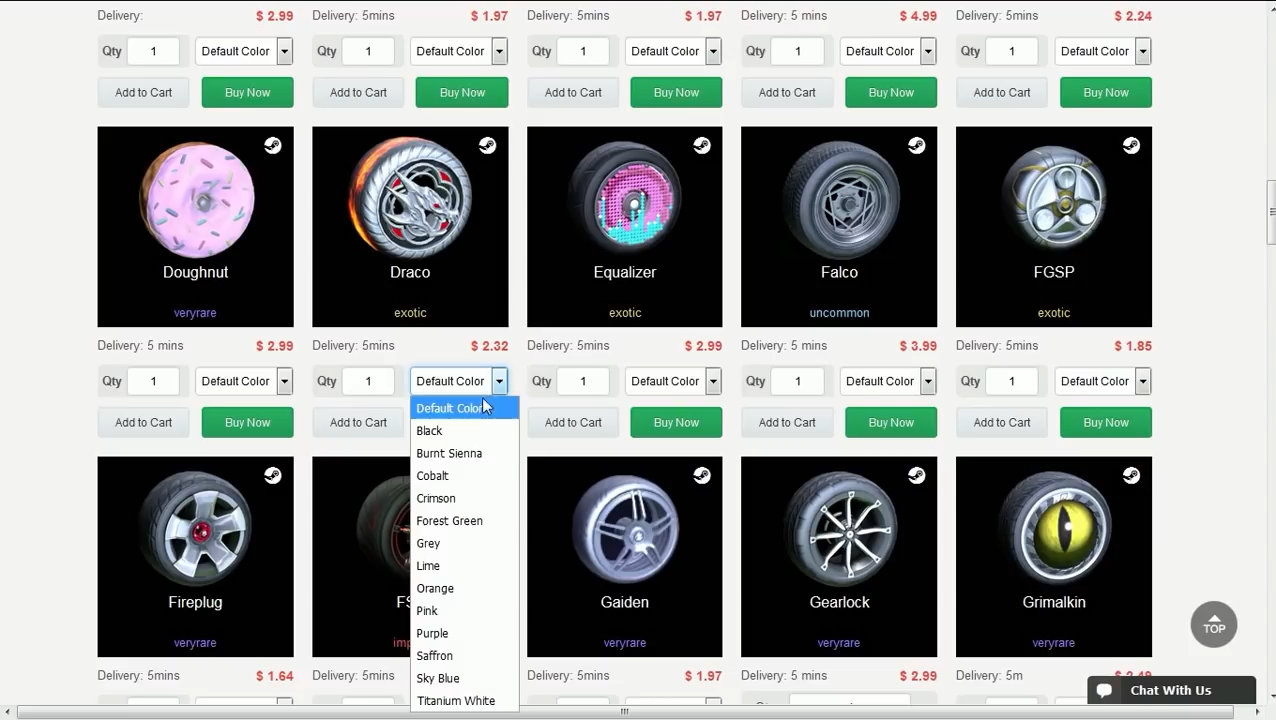 Delivery: $ 2.99 Delivery: 5mins $ 1.97 Delivery: 5mins $ 1.97 Delivery: 5 mins $ 4.99 Delivery: 5mins $ 2.24
Qty 1 Default Color Qty 1 Default Color Qty 1 Default Color Qty 1 Default Color Qty 1 Default Color
Add to Cart Buy Now Add to Cart Buy Now Add to Cart Buy Now Add to Cart Buy Now Add to Cart Buy Now
Doughnut Draco Equalizer Falco FGSP
veryrare exotic exotic uncommon exotic
Delivery: 5 mins $ 2.99 Delivery: 5mins $ 2.32 Delivery: 5mins $ 2.99 Delivery: 5 mins $ 3.99 Delivery: 5mins $ 1.85
Qty 1 Default Color Qty 1 Default Color Qty 1 Default Color Qty 1 Default Color Qty 1 Default Color
Add to Cart Buy Now Add to Cart Add to Cart Buy Now Add to Cart Buy Now Add to Cart Buy Now
Default Color
Black
Burnt Sienna
Cobalt
Crimson
Forest Green
Grey
Lime
Orange
Pink
Purple
Saffron
Sky Blue
Titanium White
Fireplug Gaiden Gearlock Grimalkin
veryrare veryrare veryrare veryrare
Delivery: 5mins $ 1.64 Delivery: 5mins $ 1.97 Delivery: 5mins $ 2.99 Delivery: 5m
TOP
Chat With Us